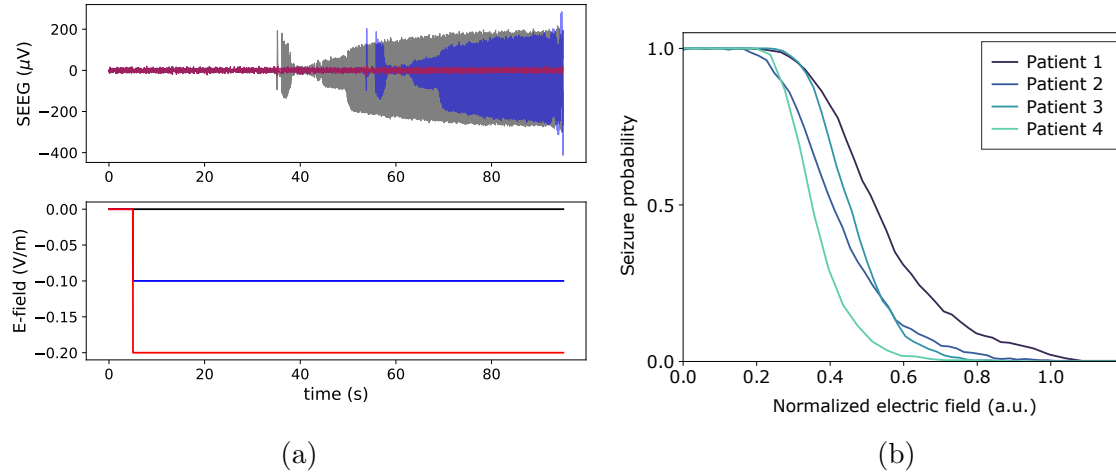 SEEG (μV)
200
0
−200
−400
0 20 40 60 80
E-field (V/m)
0.00
−0.05
−0.10
−0.15
−0.20
0 20 40 60 80
time (s)
(a)
Seizure probability
1.0
0.5
0.0
0.0 0.2 0.4 0.6 0.8 1.0
Normalized electric field (a.u.)
Patient 1
Patient 2
Patient 3
Patient 4
(b)